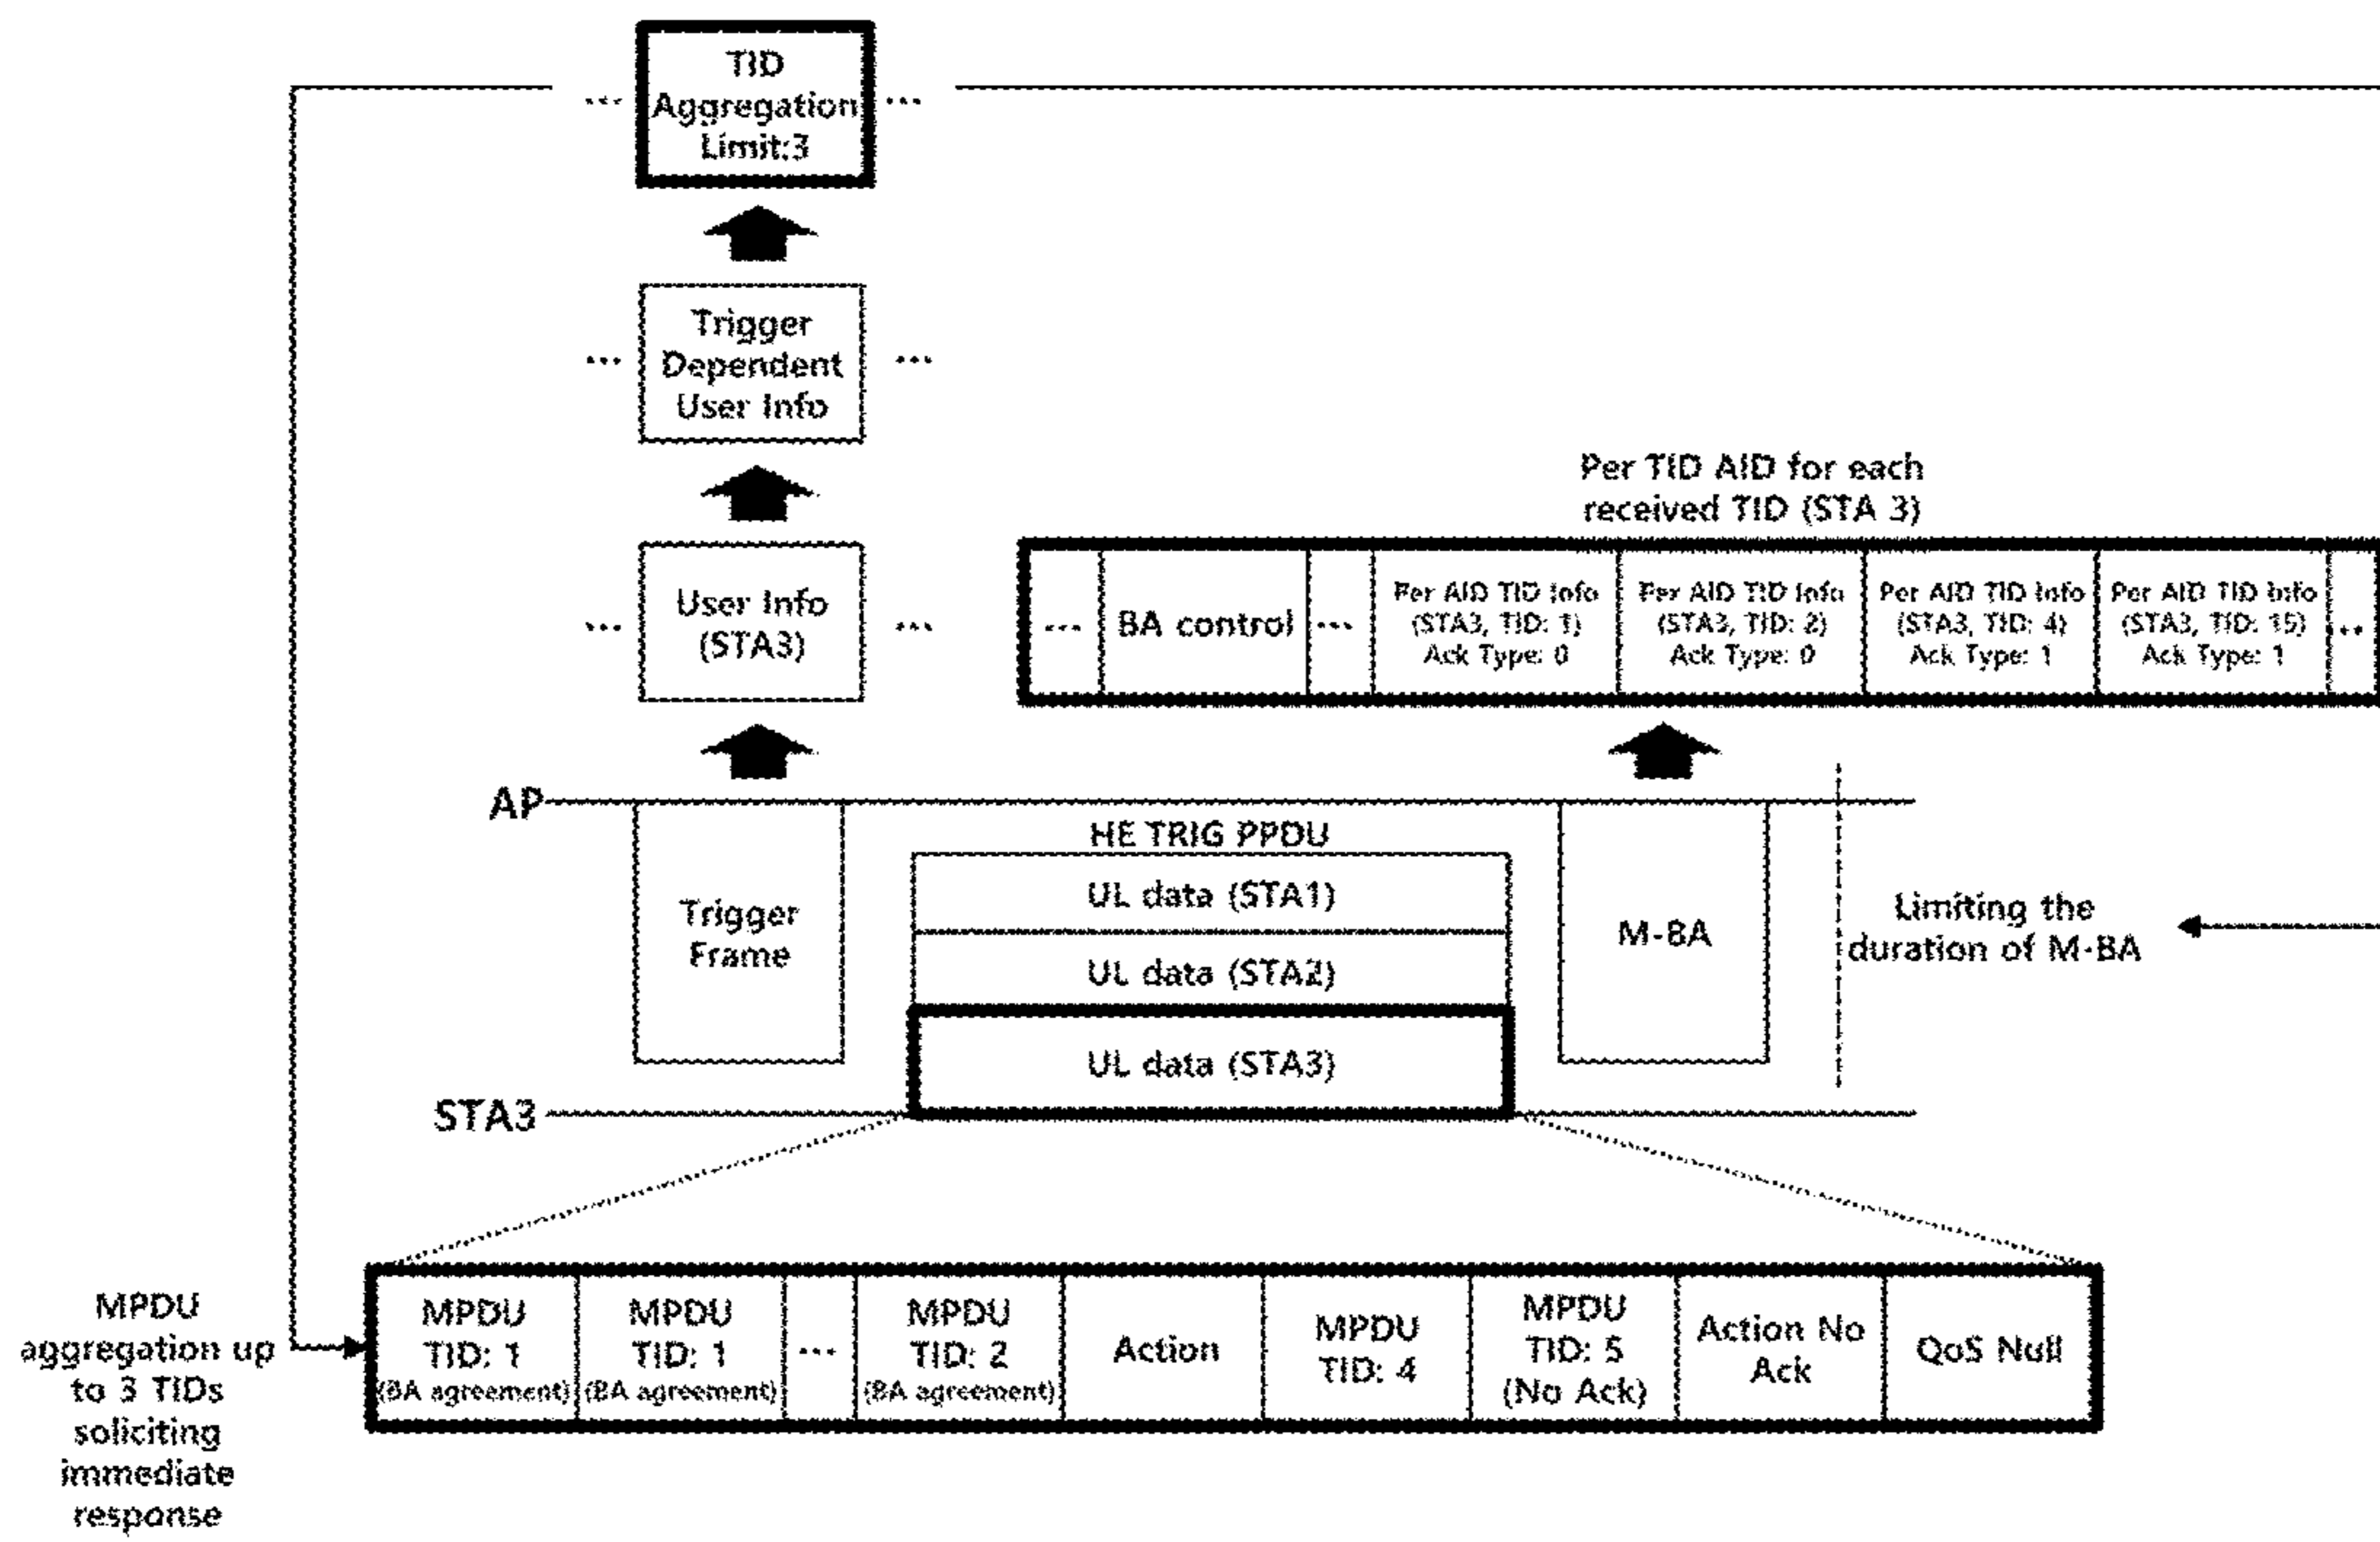 TID
Aggregation
Limit:3
... ...
Trigger
Dependent
User Info
... ...
Per TID AID for each
received TID (STA 3)
User Info
(STA3)
... ...
...
BA control
...
Per AID TID Info
(STA3, TID: 1)
Ack Type: 0
Per AID TID Info
(STA3, TID: 2)
Ack Type: 0
Per AID TID Info
(STA3, TID: 4)
Ack Type: 1
Per AID TID Info
(STA3, TID: 15)
Ack Type: 1
...
AP
HE TRIG PPDU
Trigger
Frame
UL data (STA1)
UL data (STA2)
UL data (STA3)
M-BA
Limiting the
duration of M-BA
STA3
MPDU
aggregation up
to 3 TIDs
soliciting
immediate
response
MPDU
TID: 1
(BA agreement)
MPDU
TID: 1
(BA agreement)
...
MPDU
TID: 2
(BA agreement)
Action
MPDU
TID: 4
MPDU
TID: 5
(No Ack)
Action No
Ack
QoS Null